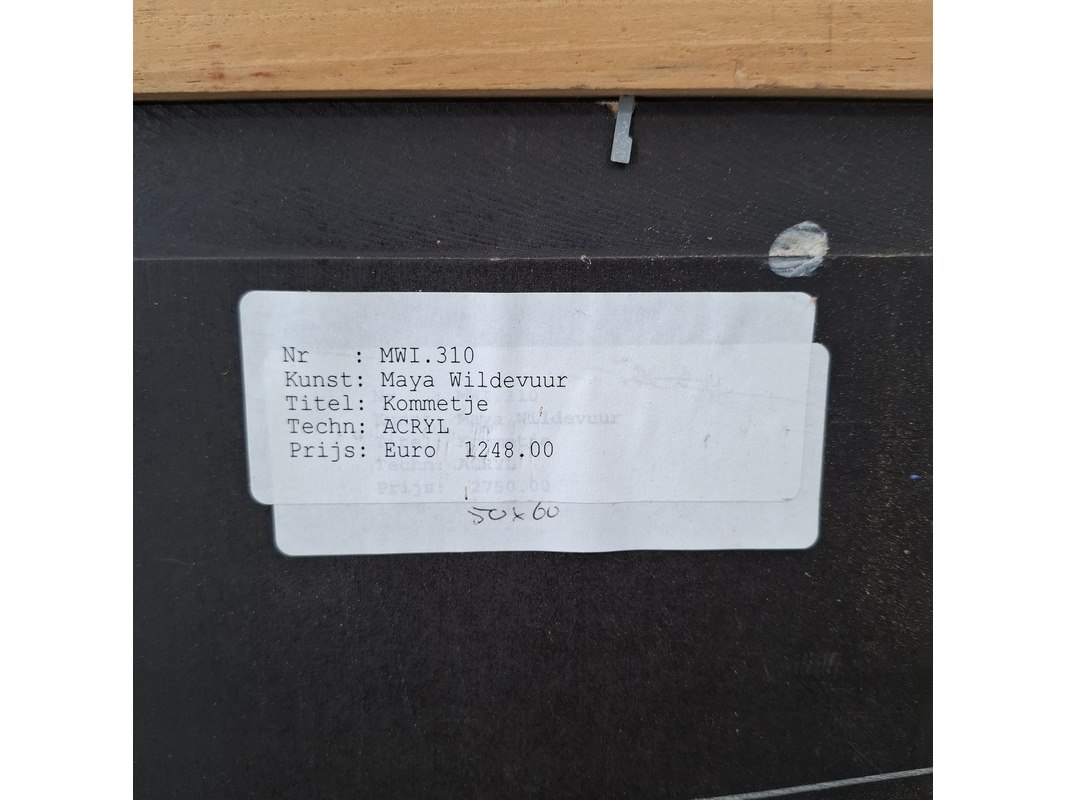 Nr   : MWI.310
Kunst: Maya Wildevuur
Titel: Kommetje
Techn: ACRYL
Prijs: Euro  1248.00
50x60